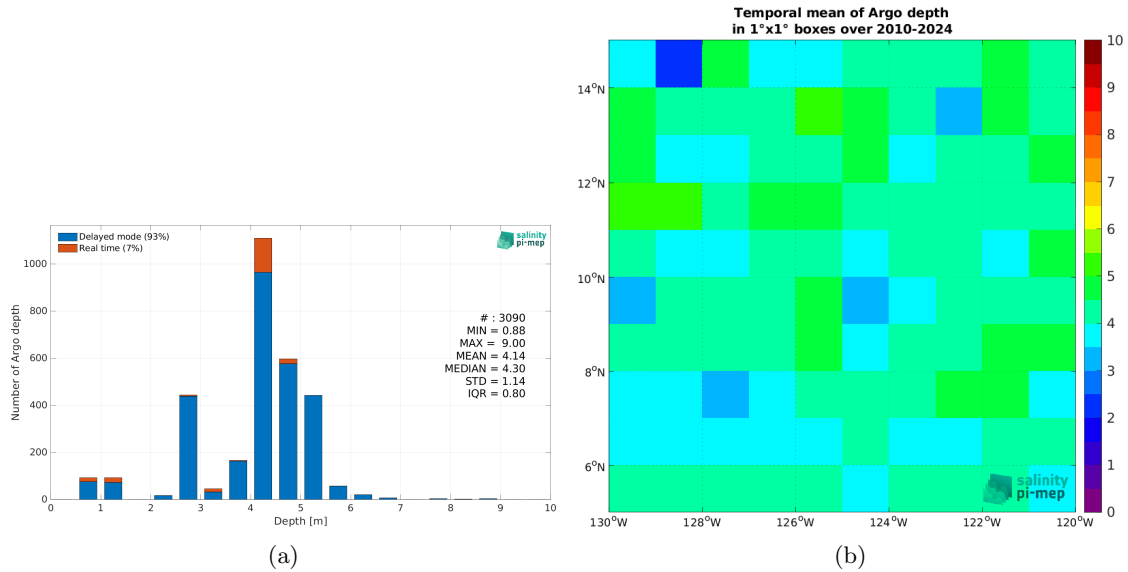 Delayed mode (93%)
Real time (7%)
salinity
pi-mep
Number of Argo depth
1000
800
600
400
200
0
# : 3090
MIN = 0.88
MAX = 9.00
MEAN = 4.14
MEDIAN = 4.30
STD = 1.14
IQR = 0.80
0 1 2 3 4 5 6 7 8 9 10
Depth [m]
(a)
Temporal mean of Argo depth
in 1°x1° boxes over 2010-2024
14°N
12°N
10°N
8°N
6°N
130°W 128°W 126°W 124°W 122°W 120°W
salinity
pi-mep
10
9
8
7
6
5
4
3
2
1
0
(b)